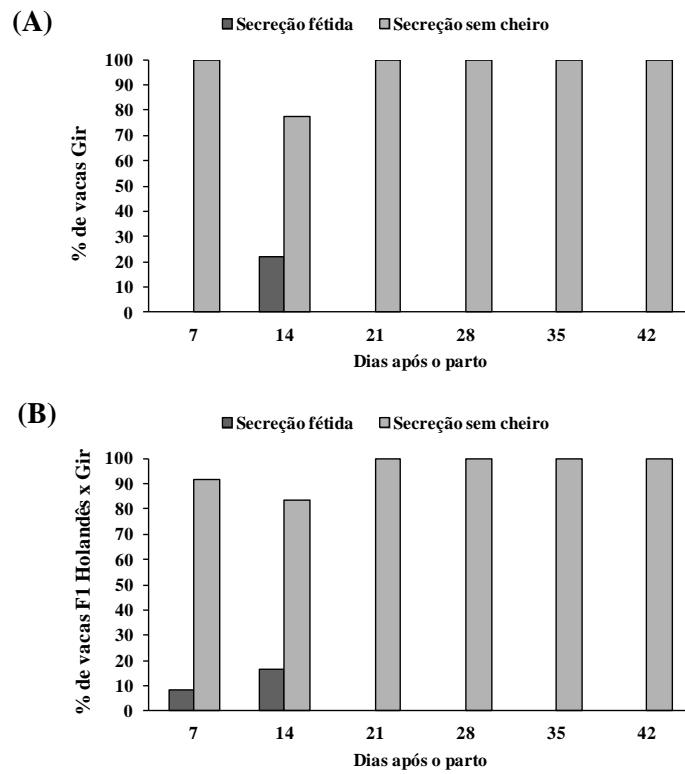 (A)
Secreção fétida Secreção sem cheiro
% de vacas Gir
100
90
80
70
60
50
40
30
20
10
0
7 14 21 28 35 42
Dias após o parto
(B)
Secreção fétida Secreção sem cheiro
% de vacas F1 Holandês x Gir
100
90
80
70
60
50
40
30
20
10
0
7 14 21 28 35 42
Dias após o parto